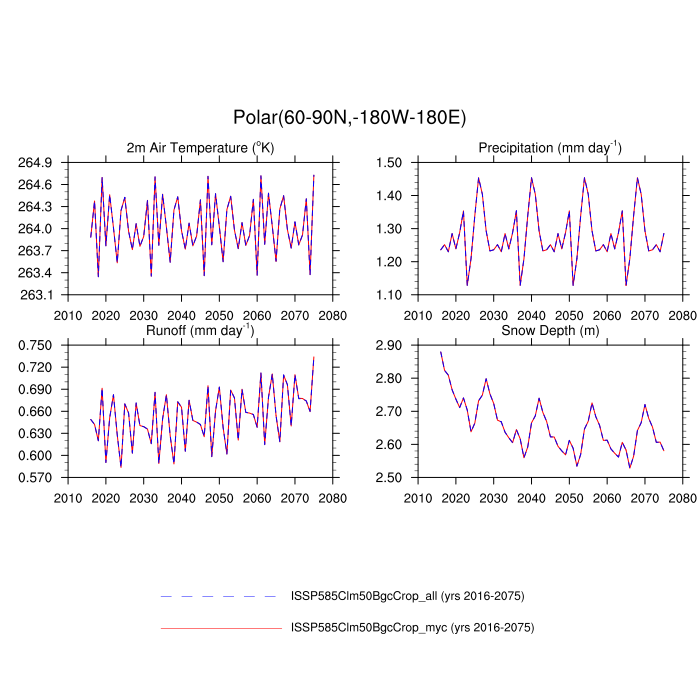 Polar(60-90N,-180W-180E)
2m Air Temperature (°K)
264.9
264.6
264.3
264.0
263.7
263.4
263.1
2010 2020 2030 2040 2050 2060 2070 2080
Precipitation (mm day⁻¹)
1.50
1.40
1.30
1.20
1.10
2010 2020 2030 2040 2050 2060 2070 2080
Runoff (mm day⁻¹)
0.750
0.720
0.690
0.660
0.630
0.600
0.570
2010 2020 2030 2040 2050 2060 2070 2080
Snow Depth (m)
2.90
2.80
2.70
2.60
2.50
2010 2020 2030 2040 2050 2060 2070 2080
ISSP585Clm50BgcCrop_all (yrs 2016-2075)
ISSP585Clm50BgcCrop_myc (yrs 2016-2075)